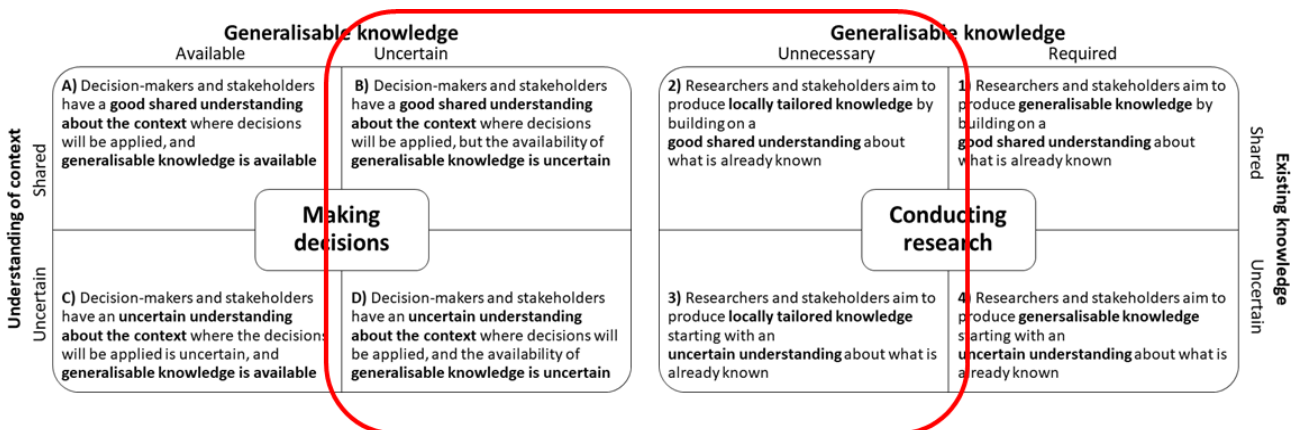 Generalisable knowledge
Available
Uncertain
A) Decision-makers and stakeholders
have a good shared understanding
about the context where decisions
will be applied, and
generalisable knowledge is available
B) Decision-makers and stakeholders
have a good shared understanding
about the context where decisions
will be applied, but the availability of
generalisable knowledge is uncertain
Understanding of context
Shared
Uncertain
Making
decisions
C) Decision-makers and stakeholders
have an uncertain understanding
about the context where the decisions
will be applied is uncertain, and
generalisable knowledge is available
D) Decision-makers and stakeholders
have an uncertain understanding
about the context where decisions will
be applied, and the availability of
generalisable knowledge is uncertain
Generalisable knowledge
Unnecessary
Required
2) Researchers and stakeholders aim to
produce locally tailored knowledge by
building on a
good shared understanding about
what is already known
1) Researchers and stakeholders aim to
produce generalisable knowledge by
building on a
good shared understanding about
what is already known
Shared
Uncertain
Existing knowledge
Conducting
research
3) Researchers and stakeholders aim to
produce locally tailored knowledge
starting with an
uncertain understanding about what is
already known
4) Researchers and stakeholders aim to
produce genersalisable knowledge
starting with an
uncertain understanding about what is
already known